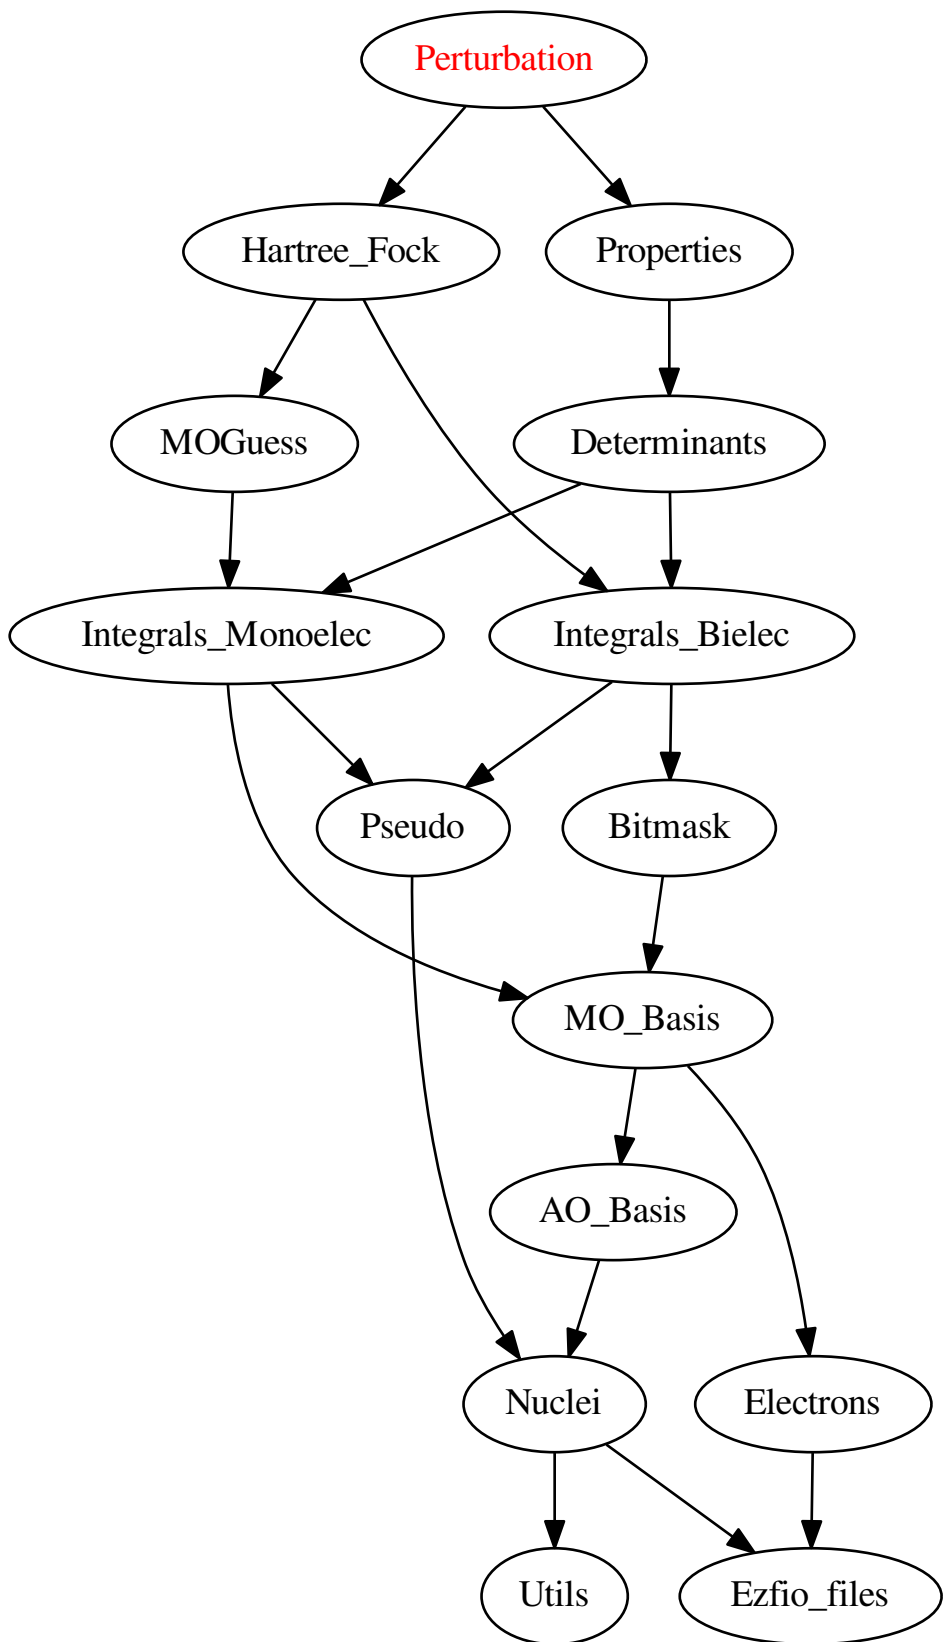 Perturbation
Hartree_Fock
Properties
MOGuess
Determinants
Integrals_Monoelec
Integrals_Bielec
Pseudo
Bitmask
MO_Basis
AO_Basis
Nuclei
Electrons
Utils
Ezfio_files